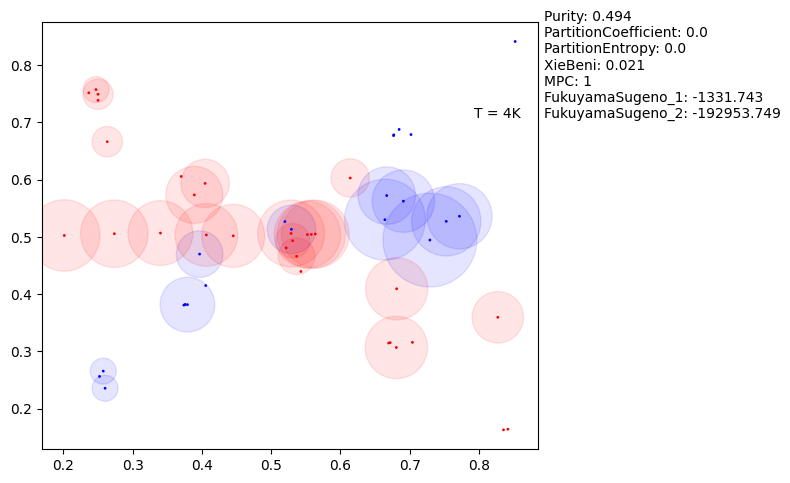 Purity: 0.494
PartitionCoefficient: 0.0
PartitionEntropy: 0.0
XieBeni: 0.021
MPC: 1
FukuyamaSugeno_1: -1331.743
T = 4K
FukuyamaSugeno_2: -192953.749
0.8
0.7
0.6
0.5
0.4
0.3
0.2
0.2 0.3 0.4 0.5 0.6 0.7 0.8